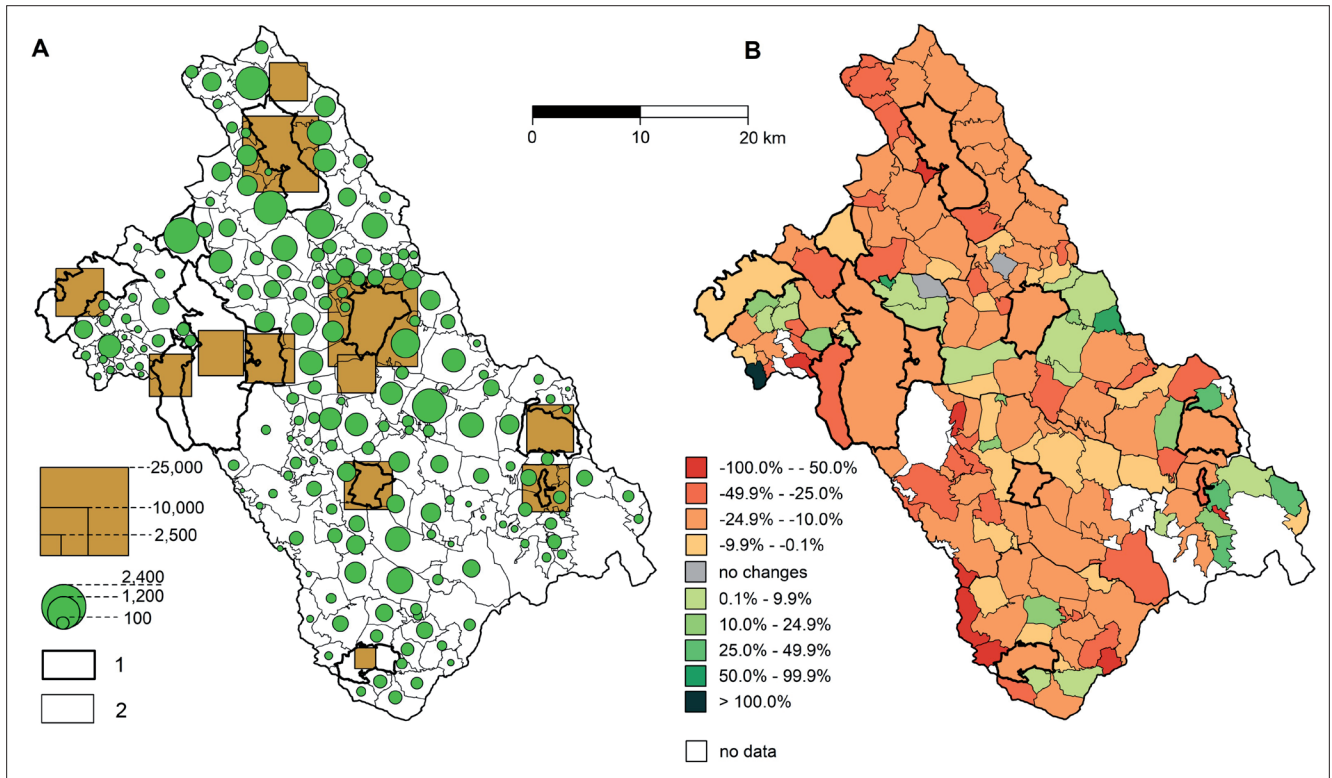 A
B
0
10
20 km
25,000
10,000
2,500
2,400
1,200
100
1
2
-100.0% - - 50.0%
-49.9% - -25.0%
-24.9% - -10.0%
-9.9% - -0.1%
no changes
0.1% - 9.9%
10.0% - 24.9%
25.0% - 49.9%
50.0% - 99.9%
> 100.0%
no data